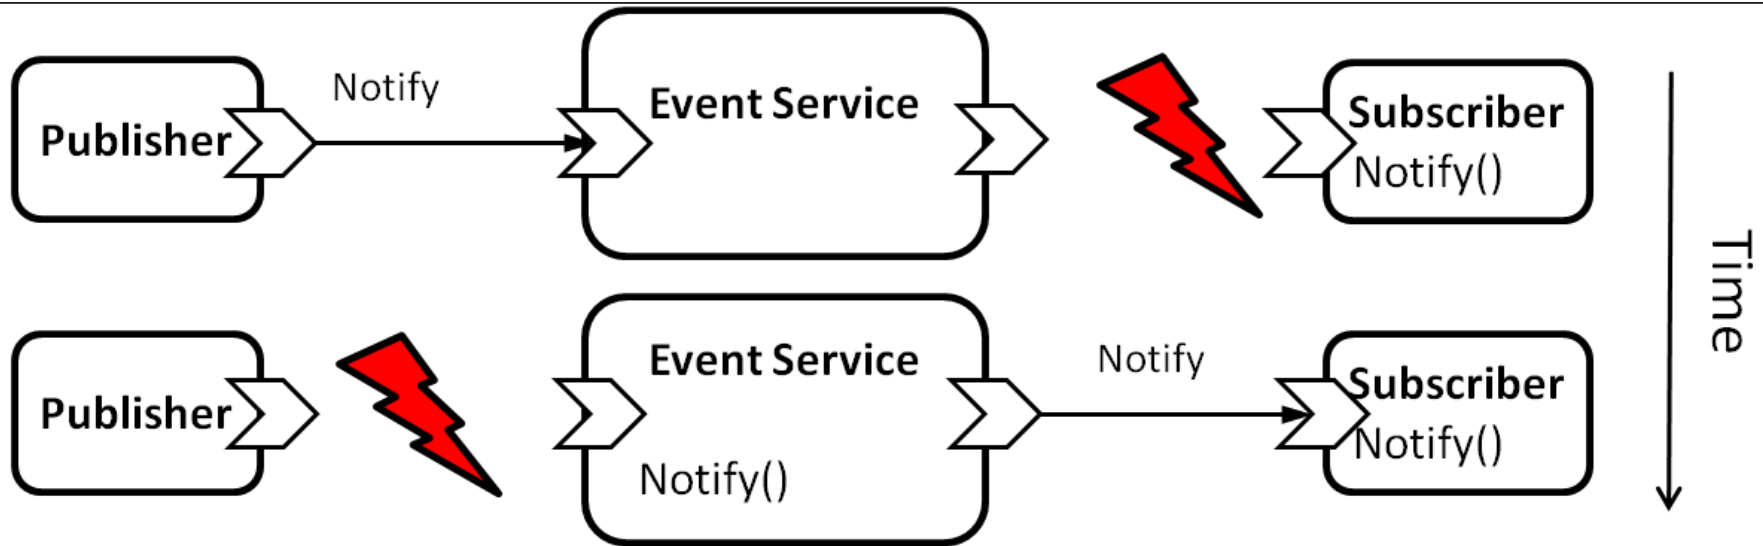 Notify
Publisher
Event Service
Subscriber
Notify()
Time
Publisher
Event Service
Notify()
Notify
Subscriber
Notify()